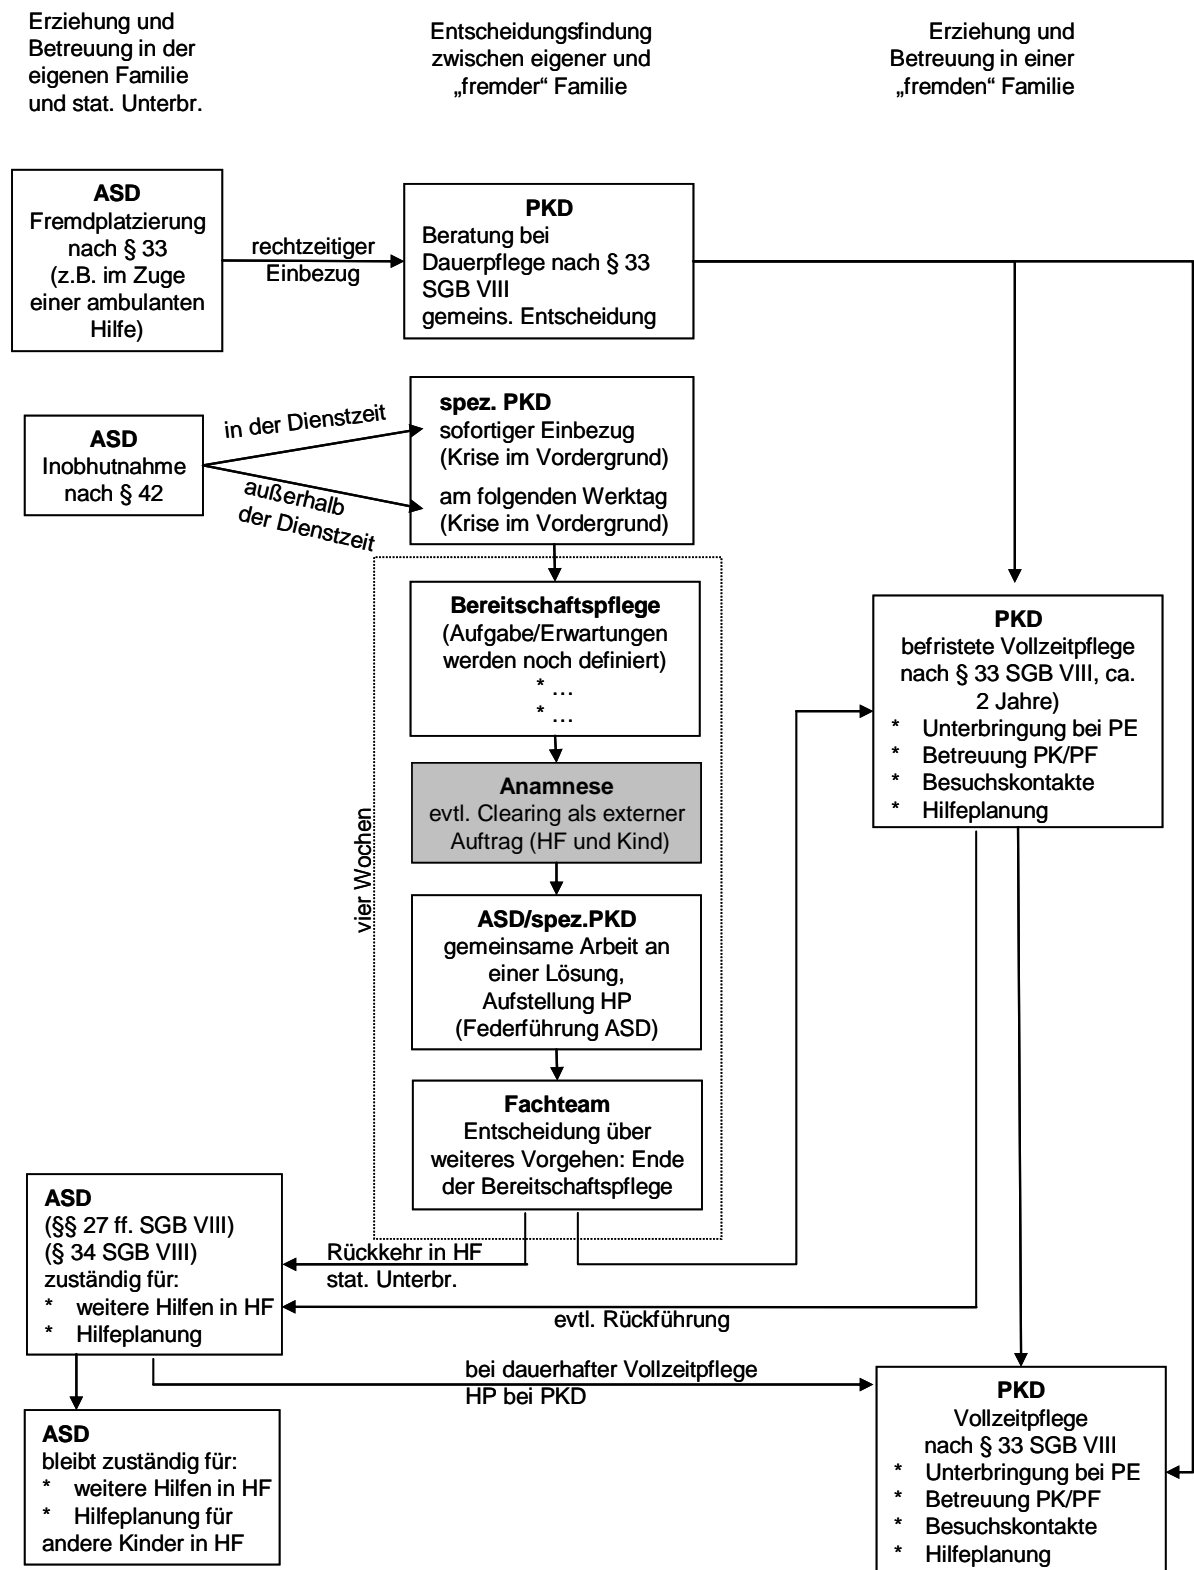 Erziehung und
Betreuung in der
eigenen Familie
und stat. Unterbr.
Entscheidungsfindung
zwischen eigener und
„fremder“ Familie
Erziehung und
Betreuung in einer
„fremden“ Familie
ASD
Fremdplatzierung
nach § 33
(z.B. im Zuge
einer ambulanten
Hilfe)
rechtzeitiger
Einbezug
PKD
Beratung bei
Dauerpflege nach § 33
SGB VIII
gemeins. Entscheidung
ASD
Inobhutnahme
nach § 42
in der Dienstzeit
außerhalb
der Dienstzeit
spez. PKD
sofortiger Einbezug
(Krise im Vordergrund)
am folgenden Werktag
(Krise im Vordergrund)
vier Wochen
Bereitschaftspflege
(Aufgabe/Erwartungen
werden noch definiert)
* ...
* ...
Anamnese
evtl. Clearing als externer
Auftrag (HF und Kind)
ASD/spez.PKD
gemeinsame Arbeit an
einer Lösung,
Aufstellung HP
(Federführung ASD)
Fachteam
Entscheidung über
weiteres Vorgehen: Ende
der Bereitschaftspflege
PKD
befristete Vollzeitpflege
nach § 33 SGB VIII, ca.
2 Jahre)
* Unterbringung bei PE
* Betreuung PK/PF
* Besuchskontakte
* Hilfeplanung
ASD
(§§ 27 ff. SGB VIII)
(§ 34 SGB VIII)
zuständig für:
* weitere Hilfen in HF
* Hilfeplanung
Rückkehr in HF
stat. Unterbr.
evtl. Rückführung
bei dauerhafter Vollzeitpflege
HP bei PKD
ASD
bleibt zuständig für:
* weitere Hilfen in HF
* Hilfeplanung für
andere Kinder in HF
PKD
Vollzeitpflege
nach § 33 SGB VIII
* Unterbringung bei PE
* Betreuung PK/PF
* Besuchskontakte
* Hilfeplanung